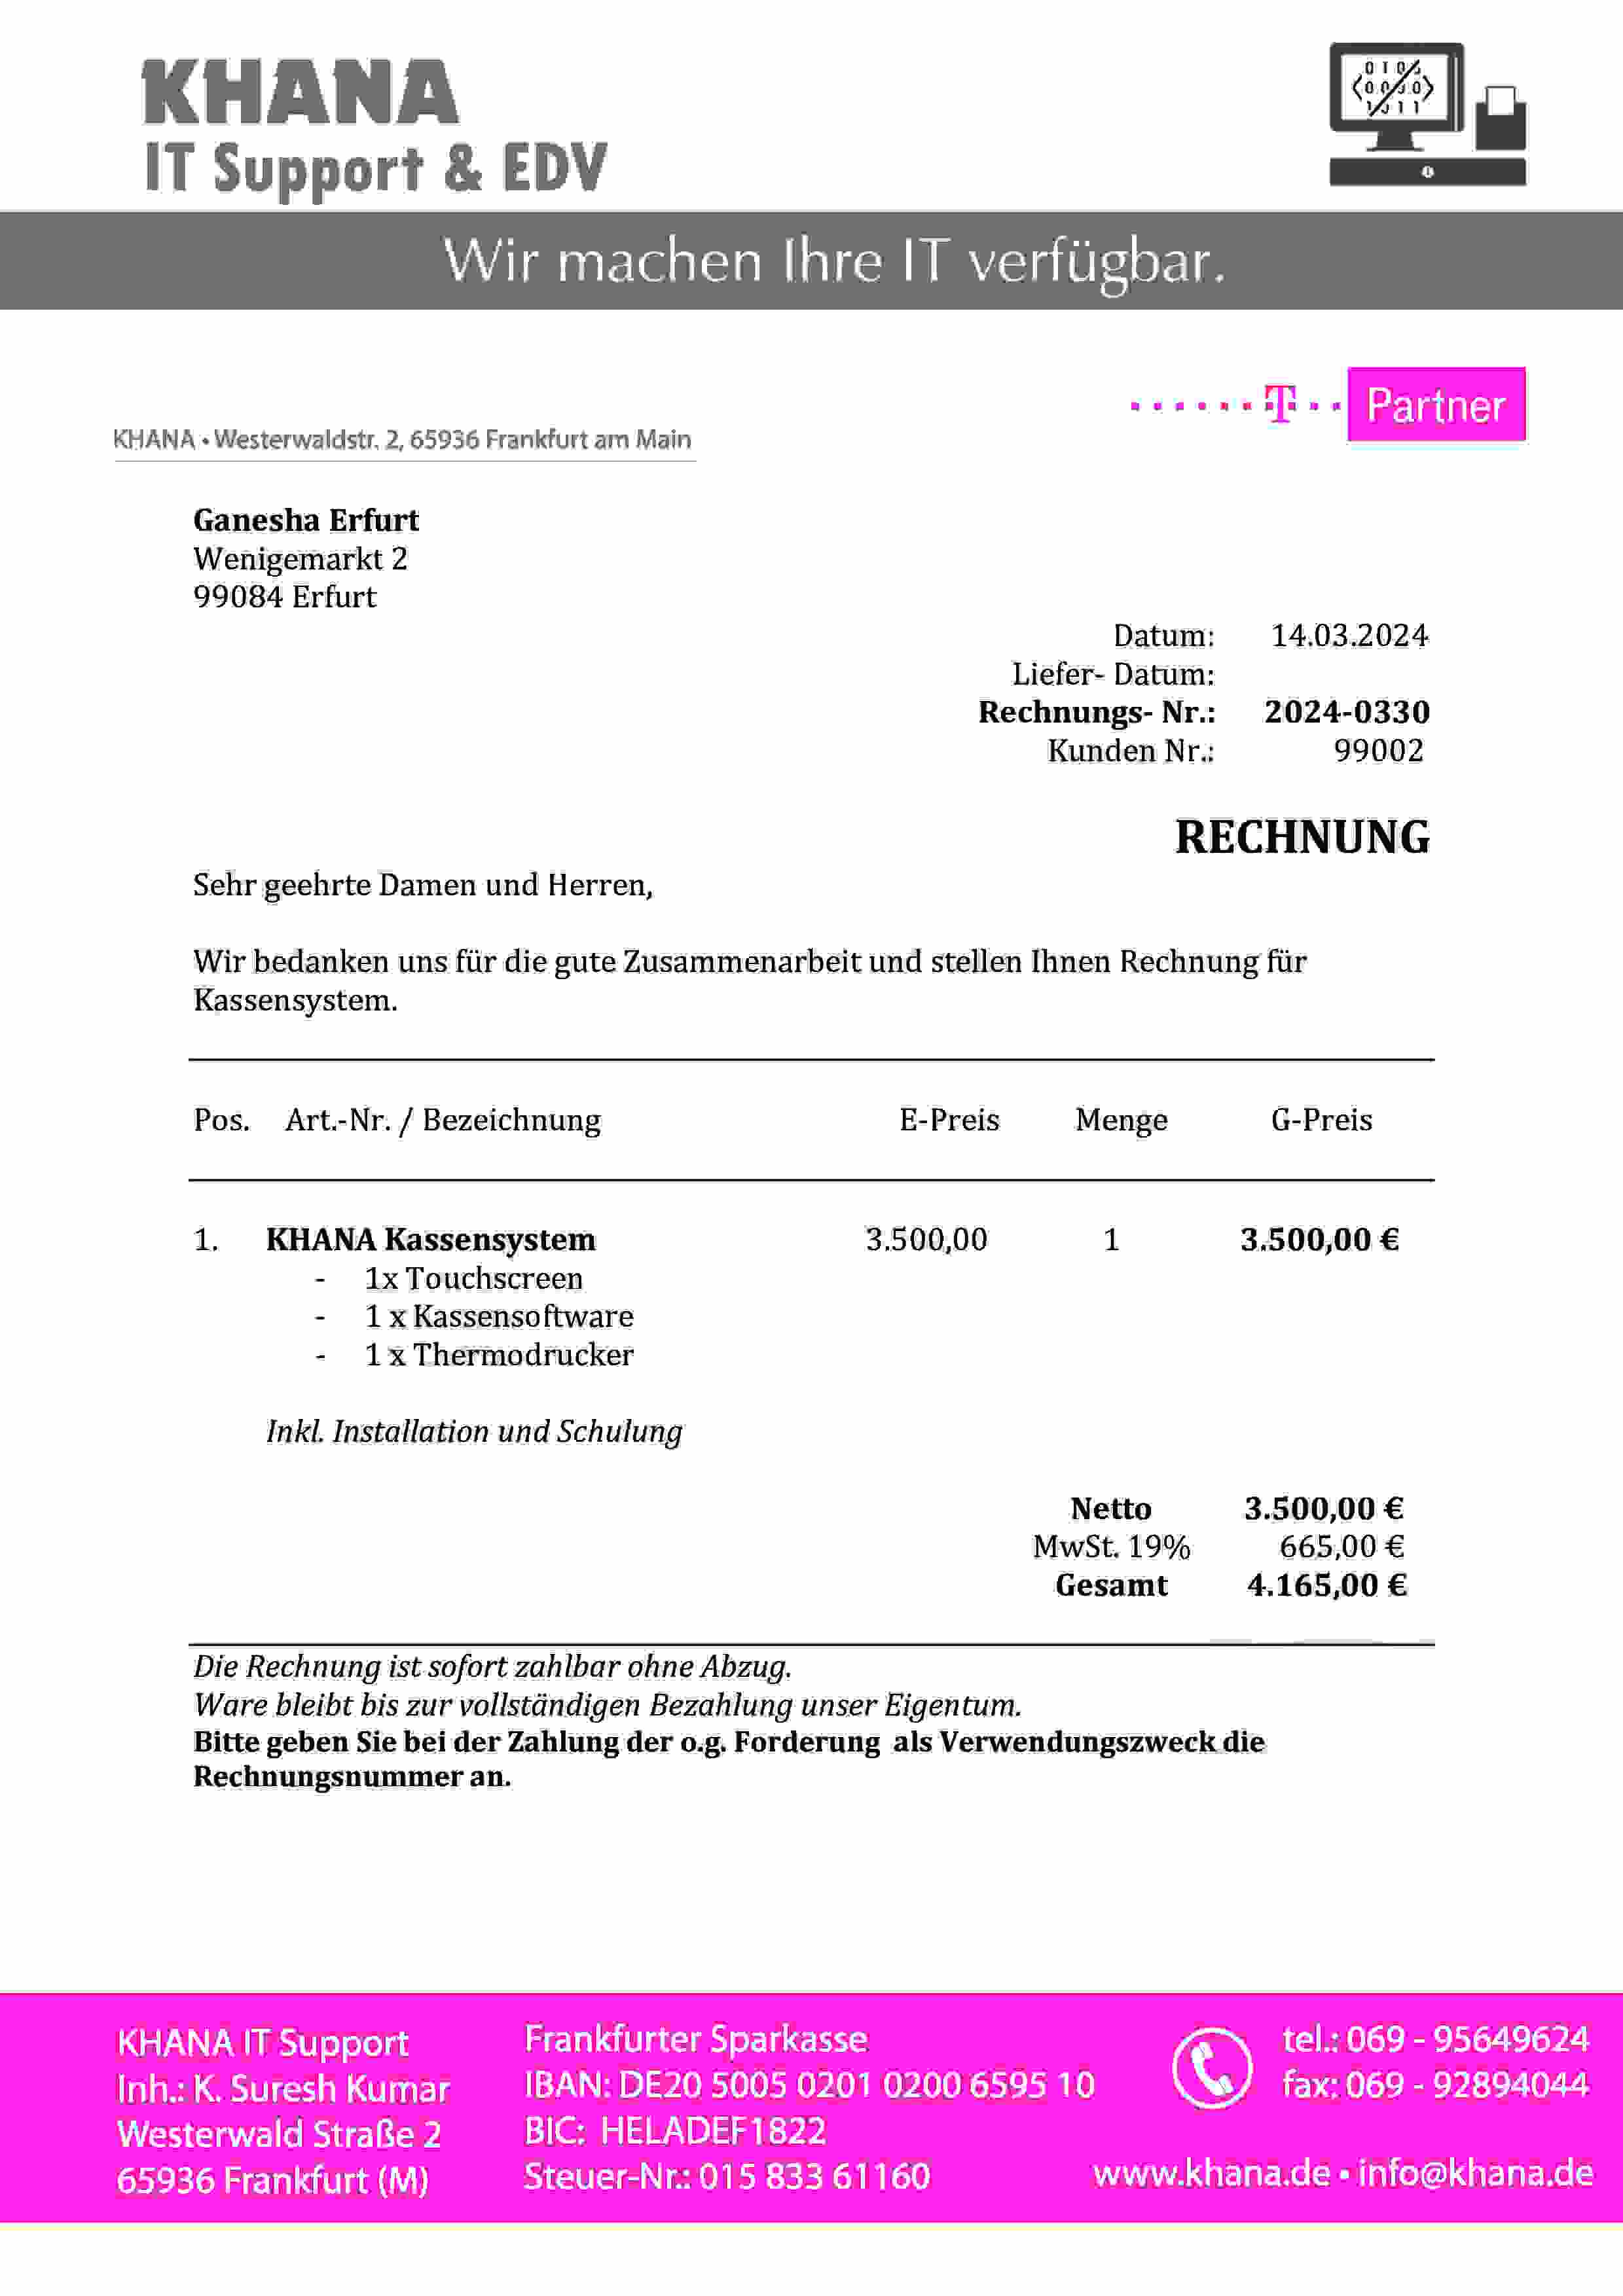 KHANA
IT Support & EDV
Wir machen Ihre IT verfügbar.
T Partner
KHANA • Westerwaldstr. 2, 65936 Frankfurt am Main
Ganesha Erfurt
Wenigemarkt 2
99084 Erfurt
Datum: 14.03.2024
Liefer- Datum:
Rechnungs- Nr.: 2024-0330
Kunden Nr.: 99002
RECHNUNG
Sehr geehrte Damen und Herren,
Wir bedanken uns für die gute Zusammenarbeit und stellen Ihnen Rechnung für
Kassensystem.
Pos. Art.-Nr. / Bezeichnung E-Preis Menge G-Preis
1. KHANA Kassensystem 3.500,00 1 3.500,00 €
- 1x Touchscreen
- 1 x Kassensoftware
- 1 x Thermodrucker
Inkl. Installation und Schulung
Netto 3.500,00 €
MwSt. 19% 665,00 €
Gesamt 4.165,00 €
Die Rechnung ist sofort zahlbar ohne Abzug.
Ware bleibt bis zur vollständigen Bezahlung unser Eigentum.
Bitte geben Sie bei der Zahlung der o.g. Forderung als Verwendungszweck die
Rechnungsnummer an.
KHANA IT Support
Inh.: K. Suresh Kumar
Westerwald Straße 2
65936 Frankfurt (M)
Frankfurter Sparkasse
IBAN: DE20 5005 0201 0200 6595 10
BIC: HELADEF1822
Steuer-Nr.: 015 833 61160
tel.: 069 - 95649624
fax: 069 - 92894044
www.khana.de • info@khana.de